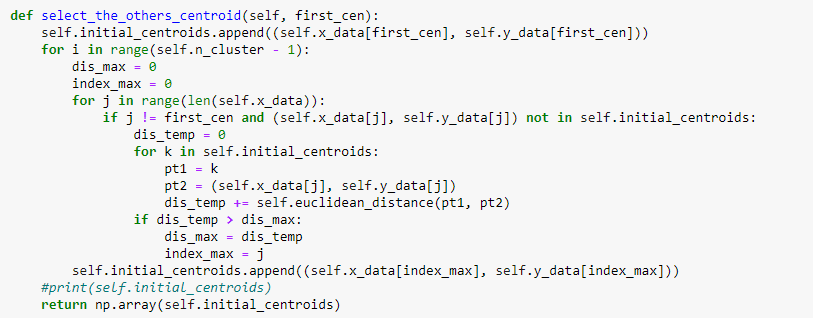 def select_the_others_centroid(self, first_cen):
    self.initial_centroids.append((self.x_data[first_cen], self.y_data[first_cen]))
    for i in range(self.n_cluster - 1):
        dis_max = 0
        index_max = 0
        for j in range(len(self.x_data)):
            if j != first_cen and (self.x_data[j], self.y_data[j]) not in self.initial_centroids:
                dis_temp = 0
                for k in self.initial_centroids:
                    pt1 = k
                    pt2 = (self.x_data[j], self.y_data[j])
                    dis_temp += self.euclidean_distance(pt1, pt2)
                if dis_temp > dis_max:
                    dis_max = dis_temp
                    index_max = j
        self.initial_centroids.append((self.x_data[index_max], self.y_data[index_max]))
    #print(self.initial_centroids)
    return np.array(self.initial_centroids)